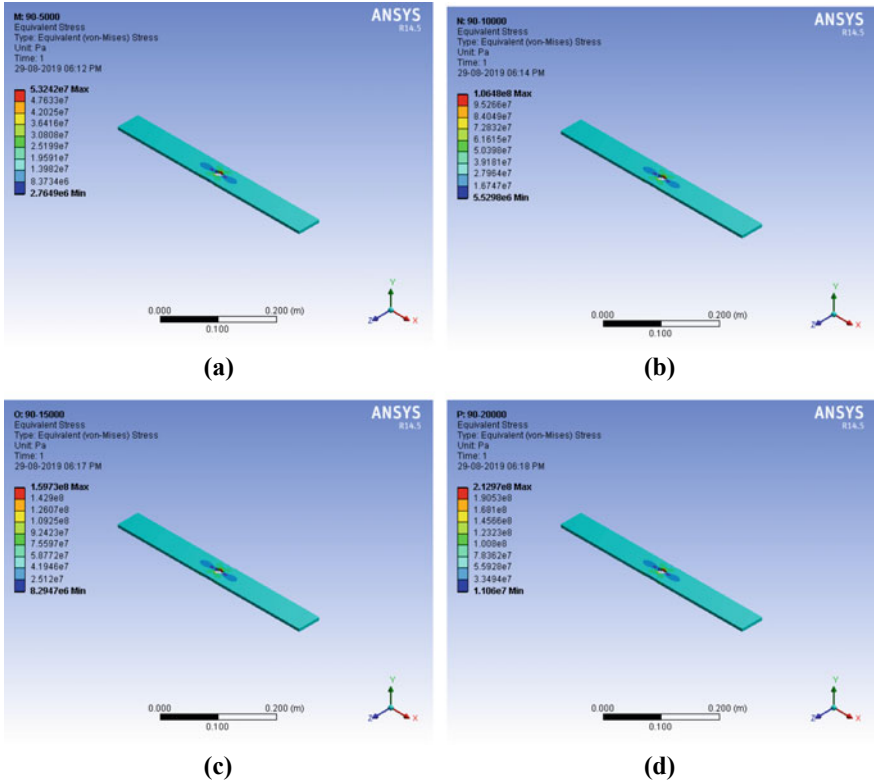 M: 90-5000
Equivalent Stress
Type: Equivalent (von-Mises) Stress
Unit: Pa
Time: 1
29-08-2019 06:12 PM
ANSYS
R14.5
5.3242e7 Max
4.7633e7
4.2025e7
3.6416e7
3.0808e7
2.5199e7
1.9591e7
1.3982e7
8.3734e6
2.7649e6 Min
0.000
0.200 (m)
0.100
Y
Z
X
(a)
N: 90-10000
Equivalent Stress
Type: Equivalent (von-Mises) Stress
Unit: Pa
Time: 1
29-08-2019 06:14 PM
ANSYS
R14.5
1.0648e8 Max
9.5266e7
8.4049e7
7.2832e7
6.1615e7
5.0398e7
3.9181e7
2.7964e7
1.6747e7
5.5298e6 Min
0.000
0.200 (m)
0.100
Y
Z
X
(b)
O: 90-15000
Equivalent Stress
Type: Equivalent (von-Mises) Stress
Unit: Pa
Time: 1
29-08-2019 06:17 PM
ANSYS
R14.5
1.5973e8 Max
1.429e8
1.2607e8
1.0925e8
9.2423e7
7.5597e7
5.8772e7
4.1946e7
2.512e7
8.2947e6 Min
0.000
0.200 (m)
0.100
Y
Z
X
(c)
P: 90-20000
Equivalent Stress
Type: Equivalent (von-Mises) Stress
Unit: Pa
Time: 1
29-08-2019 06:18 PM
ANSYS
R14.5
2.1297e8 Max
1.9053e8
1.681e8
1.4566e8
1.2323e8
1.008e8
7.8362e7
5.5928e7
3.3494e7
1.106e7 Min
0.000
0.200 (m)
0.100
Y
Z
X
(d)